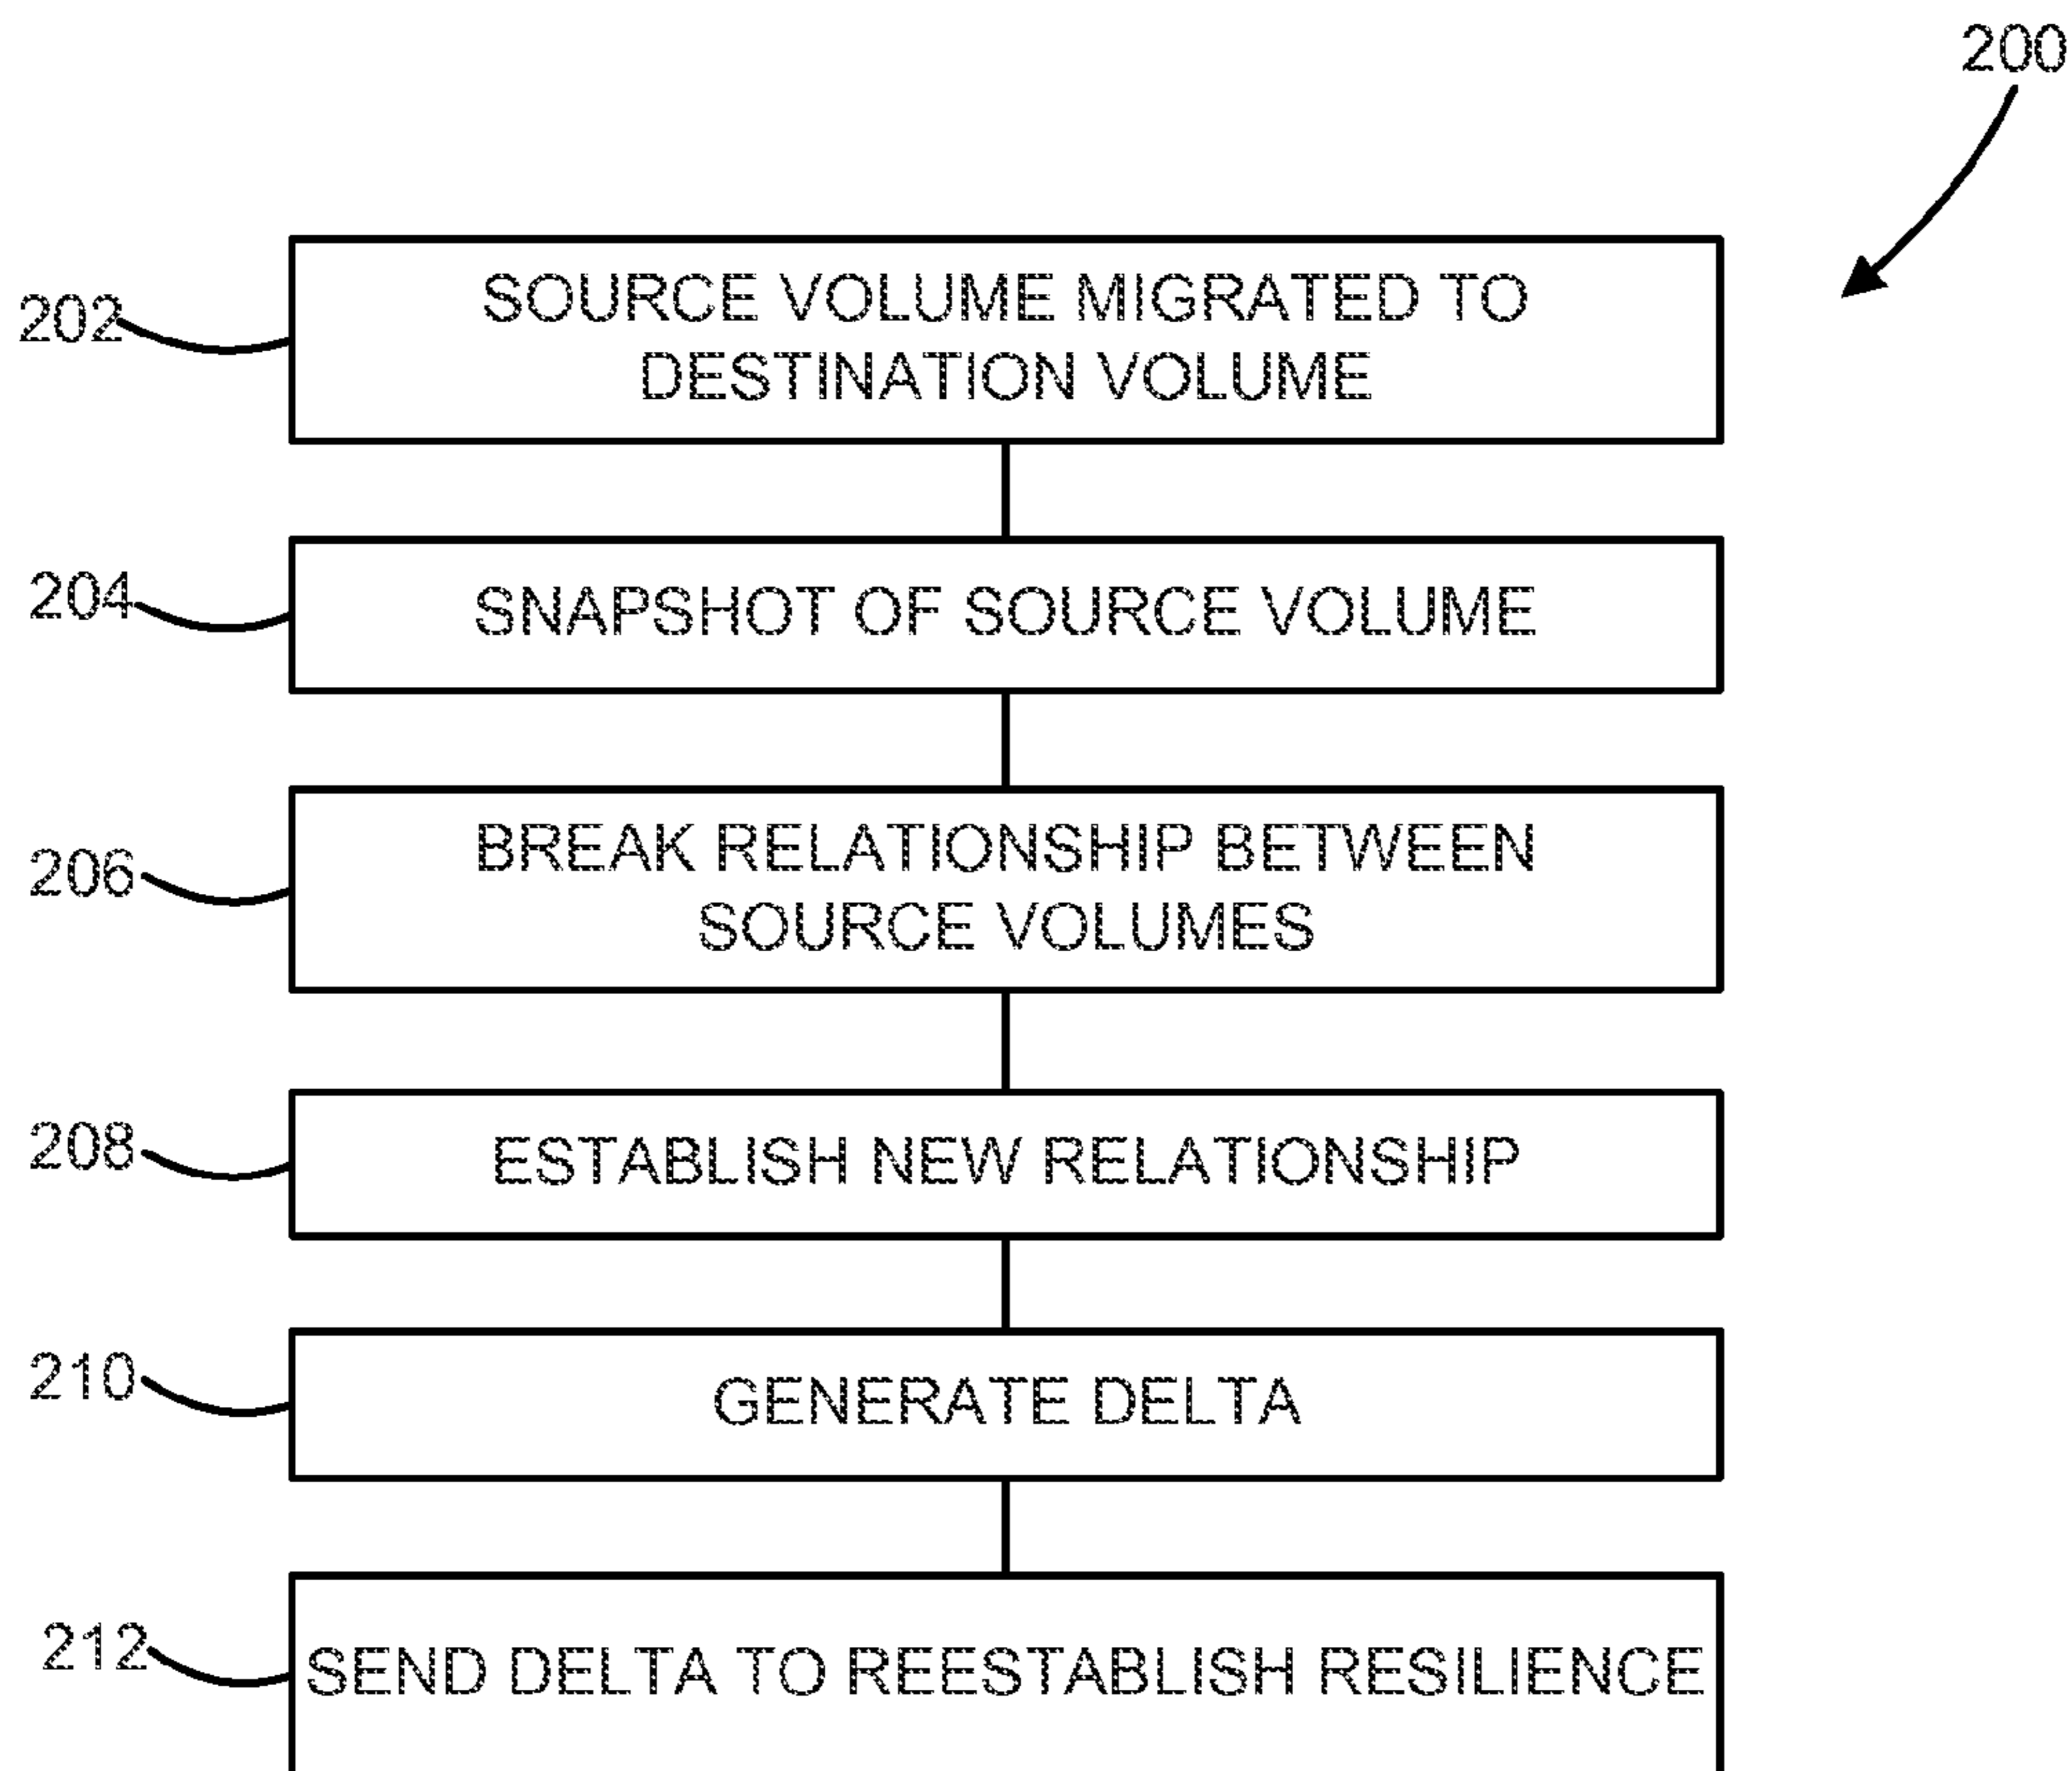 200
202
SOURCE VOLUME MIGRATED TO
DESTINATION VOLUME
204
SNAPSHOT OF SOURCE VOLUME
206
BREAK RELATIONSHIP BETWEEN
SOURCE VOLUMES
208
ESTABLISH NEW RELATIONSHIP
210
GENERATE DELTA
212
SEND DELTA TO REESTABLISH RESILIENCE